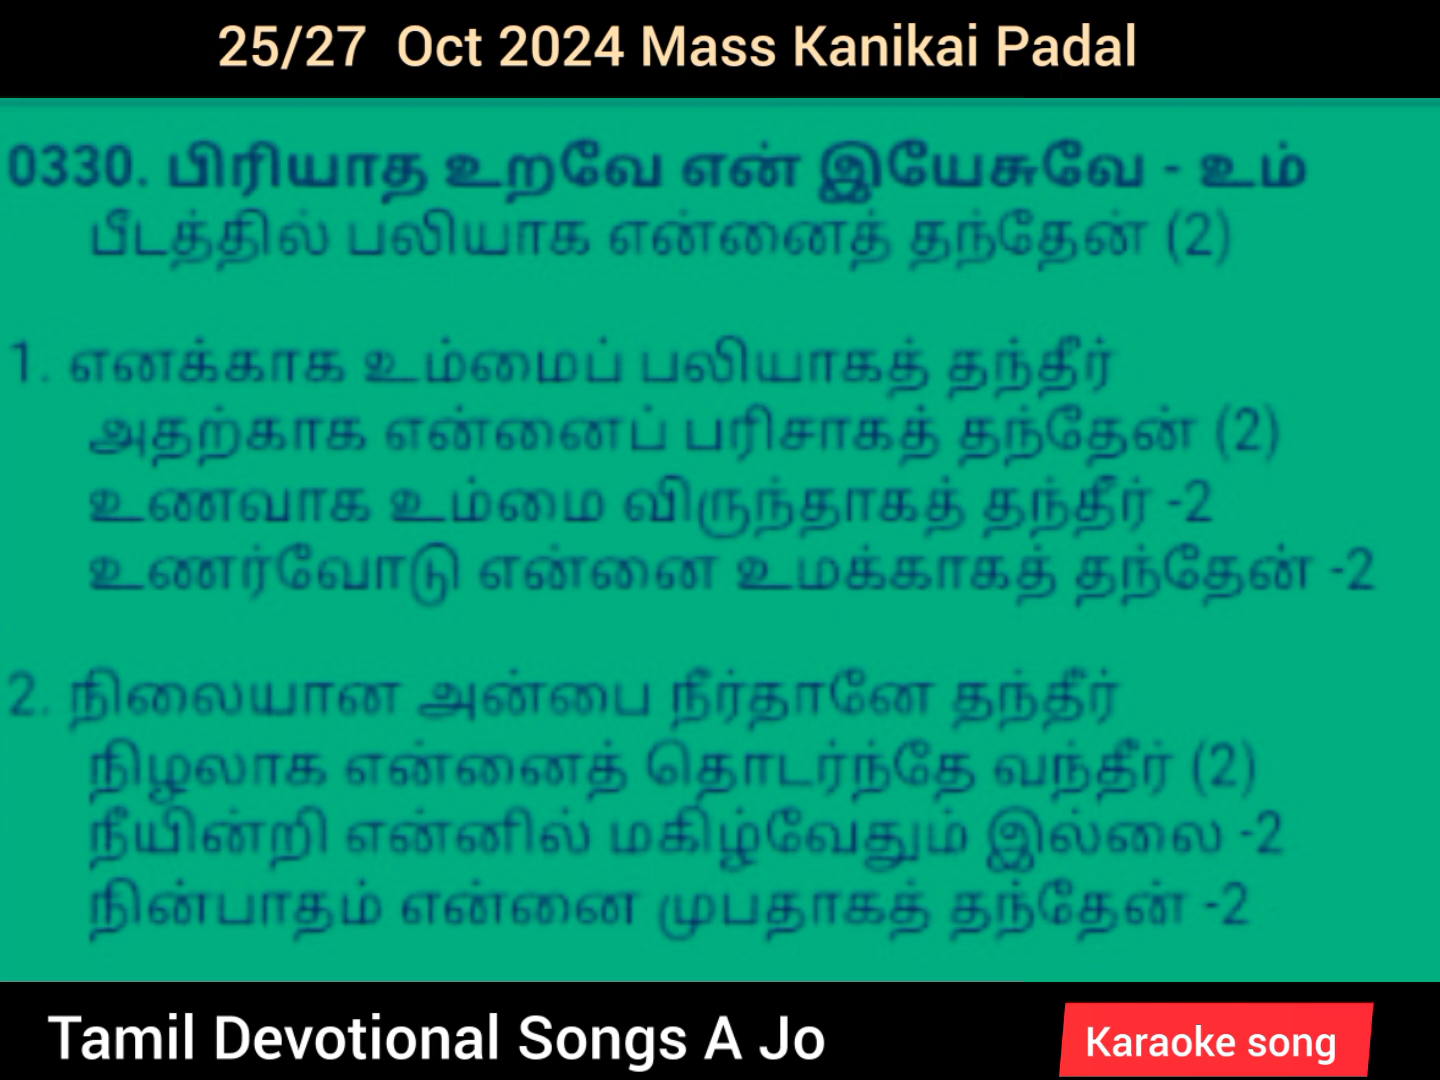 25/27 Oct 2024 Mass Kanikai Padal
0330. பிரியாத உறவே என் இயேசுவே - உம்
பீடத்தில் பலியாக என்னைத் தந்தேன் (2)
1. எனக்காக உம்மைப் பலியாகத் தந்தீர்
அதற்காக என்னைப் பரிசாகத் தந்தேன் (2)
உணவாக உம்மை விருந்தாகத் தந்தீர் -2
உணர்வோடு என்னை உமக்காகத் தந்தேன் -2
2. நிலையான அன்பை நீர்தானே தந்தீர்
நிழலாக என்னைத் தொடர்ந்தே வந்தீர் (2)
நீயின்றி என்னில் மகிழ்வேதும் இல்லை -2
நின்பாதம் என்னை முபதாகத் தந்தேன் -2
Tamil Devotional Songs A Jo
Karaoke song